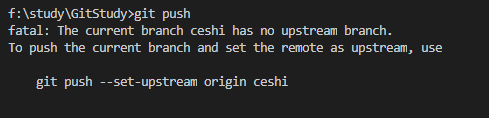 f:\study\GitStudy>git push
fatal: The current branch ceshi has no upstream branch.
To push the current branch and set the remote as upstream, use
git push --set-upstream origin ceshi